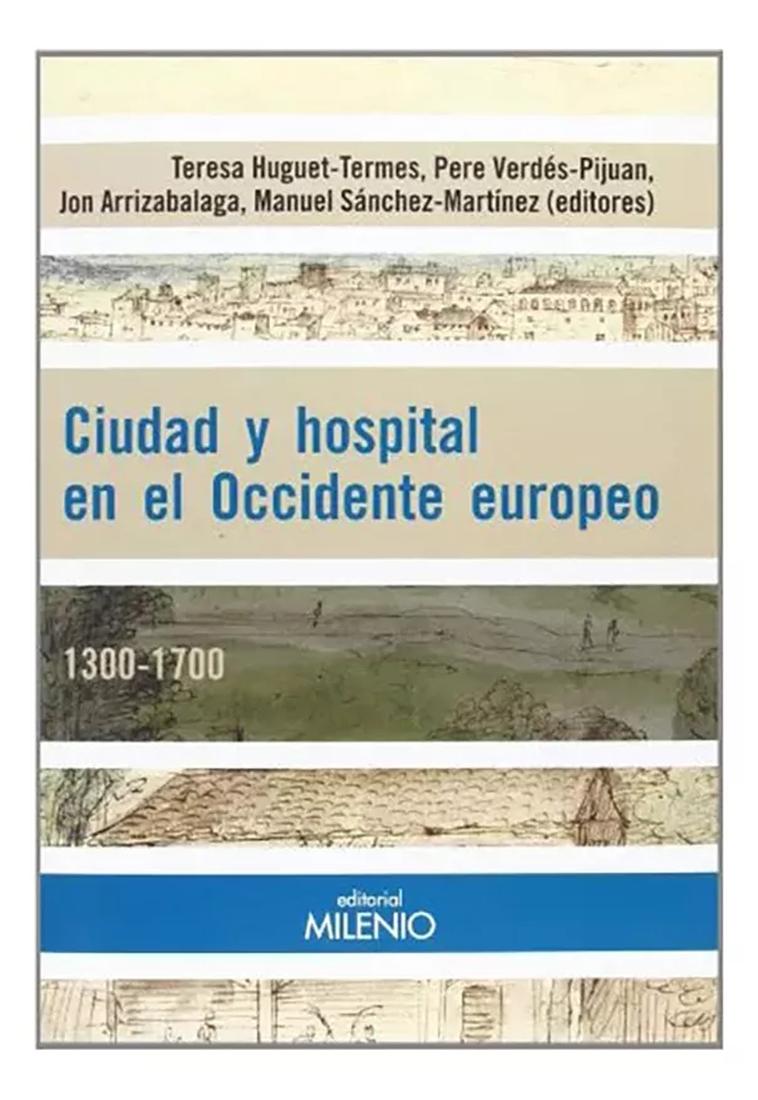 Teresa Huguet-Termes, Pere Verdés-Pijuan,
Jon Arrizabalaga, Manuel Sánchez-Martínez (editores)
Ciudad y hospital
en el Occidente europeo
1300-1700
editorial
MILENIO